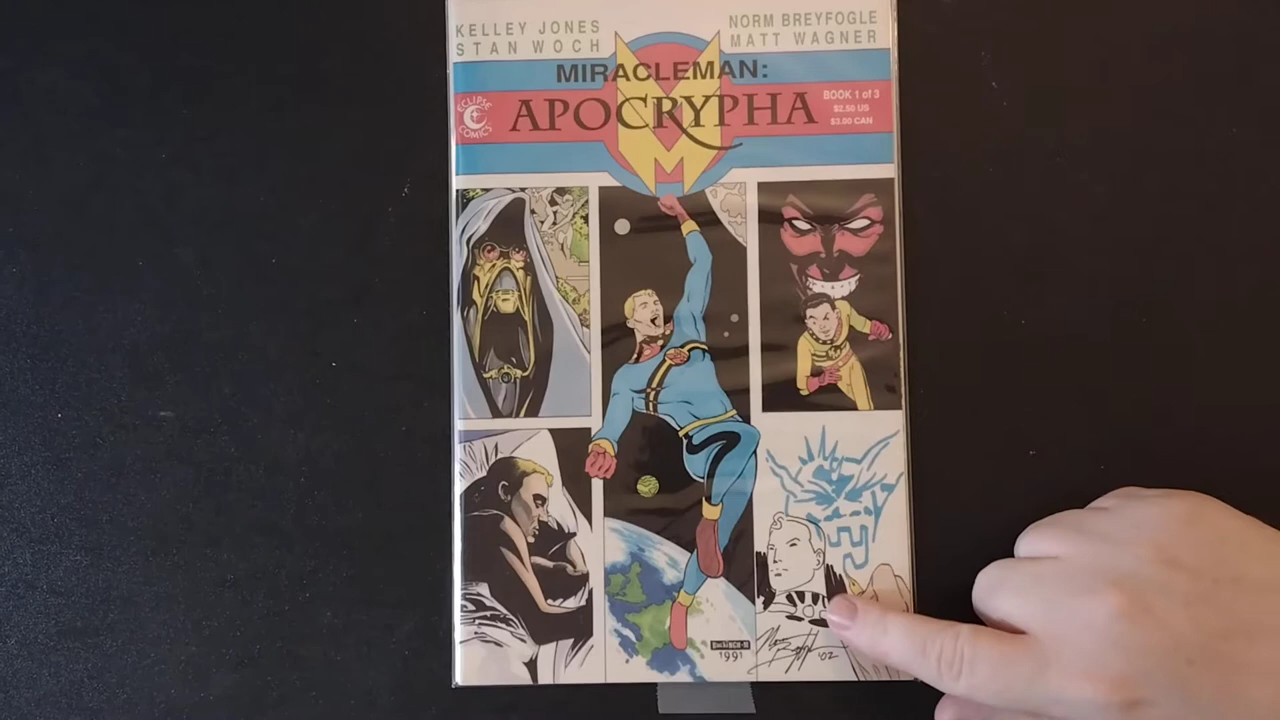 KELLEY JONES
STAN WOCH
NORM BREYFOGLE
MATT WAGNER
MIRACLEMAN:
APOCRYPHA
ECLIPSE
COMICS
BOOK 1 of 3
$2.50 US
$3.00 CAN
1991
'02